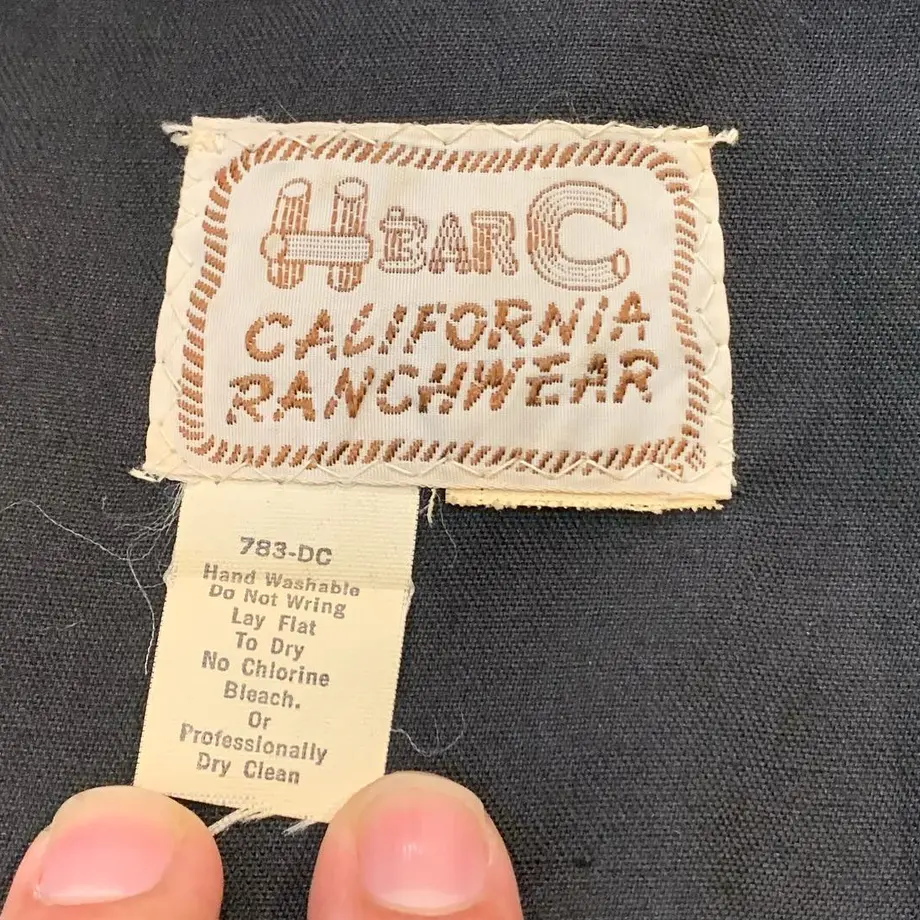 H BAR C
CALIFORNIA
RANCHWEAR
783-DC
Hand Washable
Do Not Wring
Lay Flat
To Dry
No Chlorine
Bleach.
Or
Professionally
Dry Clean